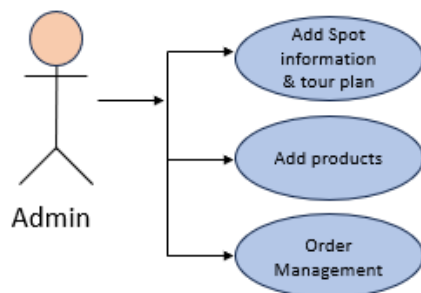 Add Spot
information
& tour plan
Add products
Admin
Order
Management